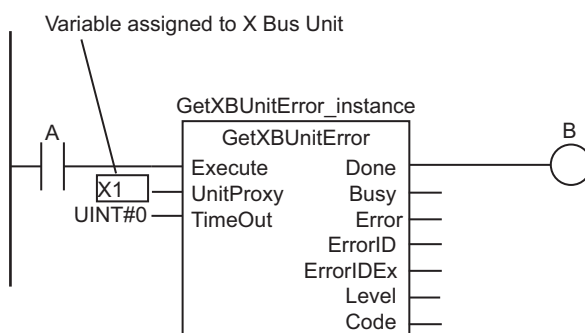 Variable assigned to X Bus Unit
GetXBUnitError_instance
A
GetXBUnitError
B
Execute Done
X1 UnitProxy Busy
UINT#0 TimeOut Error
ErrorID
ErrorIDEx
Level
Code